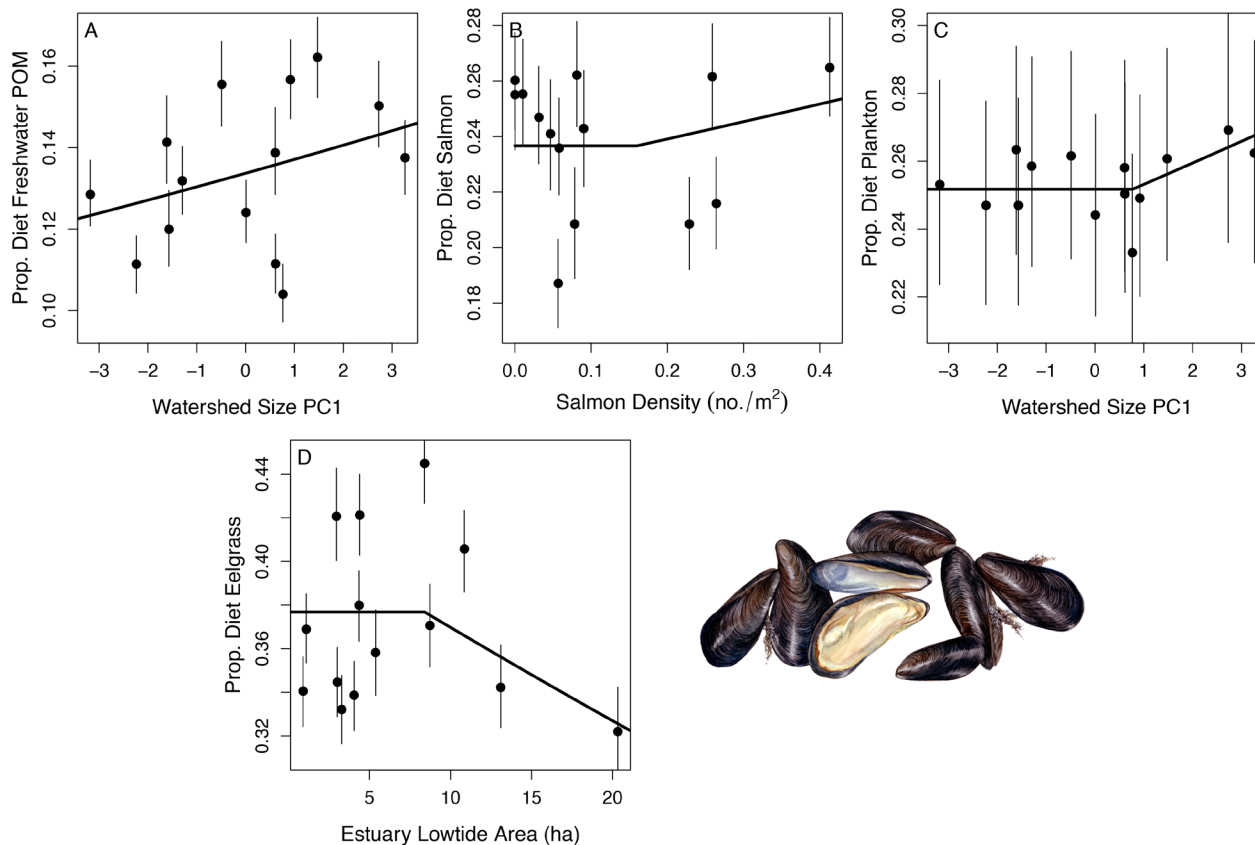 A
Prop. Diet Freshwater POM
0.16
0.14
0.12
0.10
−3 −2 −1 0 1 2 3
Watershed Size PC1
B
Prop. Diet Salmon
0.28
0.26
0.24
0.22
0.20
0.18
0.0 0.1 0.2 0.3 0.4
Salmon Density (no./m²)
C
Prop. Diet Plankton
0.30
0.28
0.26
0.24
0.22
−3 −2 −1 0 1 2 3
Watershed Size PC1
D
Prop. Diet Eelgrass
0.44
0.40
0.36
0.32
5 10 15 20
Estuary Lowtide Area (ha)